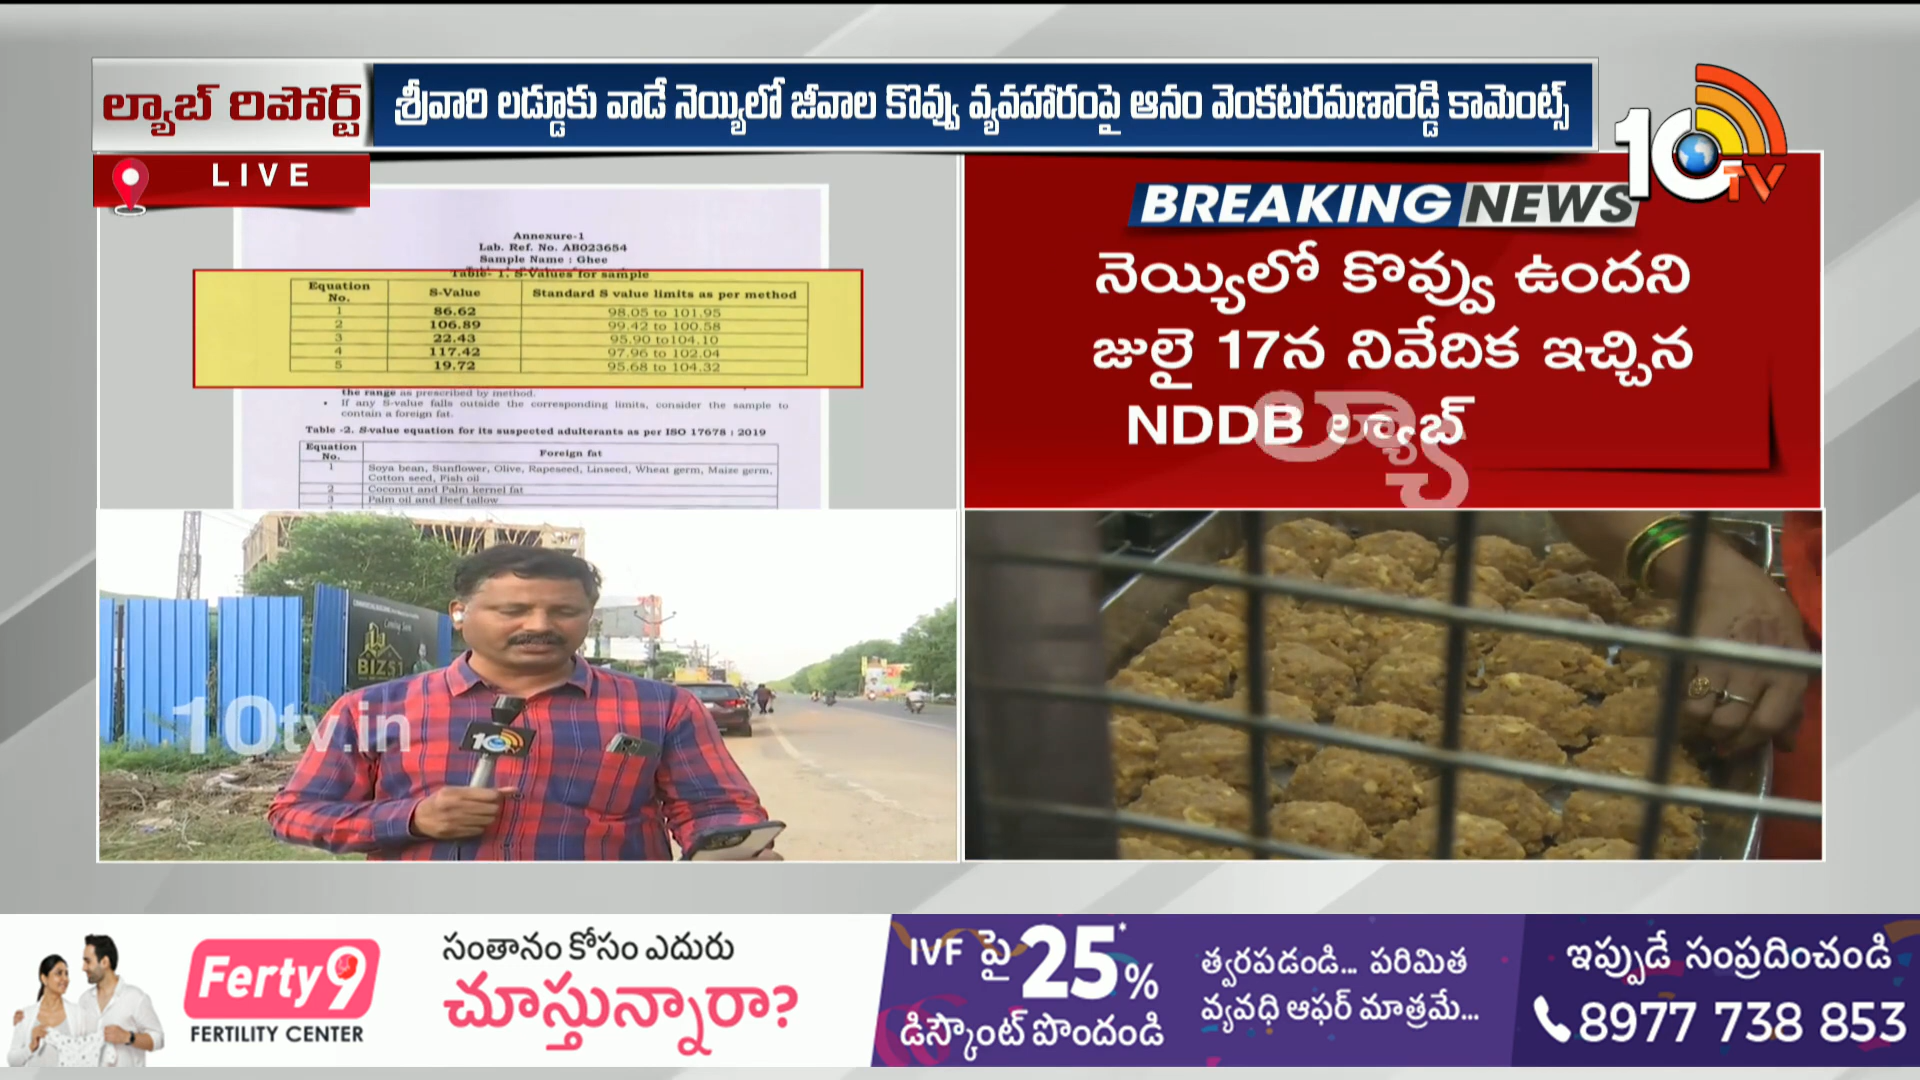 ల్యాబ్ రిపోర్ట్
శ్రీవారి లడ్డూకు వాడే నెయ్యిలో జీవాల కొవ్వు వ్యవహారంపై ఆనం వెంకటరమణారెడ్డి కామెంట్స్
10TV
LIVE
Annexure-1
Lab. Ref. No. AB023654
Sample Name : Ghee
Table- 1. S-Values for sample
Equation No. S-Value Standard S value limits as per method
1 86.62 98.05 to 101.95
2 106.89 99.42 to 100.58
3 22.43 95.90 to104.10
4 117.42 97.96 to 102.04
5 19.72 95.68 to 104.32
the range as prescribed by method.
• If any S-value falls outside the corresponding limits, consider the sample to
contain a foreign fat.
Table -2. S-value equation for its suspected adulterants as per ISO 17678 : 2019
Equation No. Foreign fat
1 Soya bean, Sunflower, Olive, Rapeseed, Linseed, Wheat germ, Maize germ,
Cotton seed, Fish oil
2 Coconut and Palm kernel fat
3 Palm oil and Beef tallow
BREAKING NEWS
నెయ్యిలో కొవ్వు ఉందని
జులై 17న నివేదిక ఇచ్చిన
NDDB ల్యాబ్
ల్యా
Coming Soon
BIZ51
10tv.in
10
Ferty9
FERTILITY CENTER
సంతానం కోసం ఎదురు
చూస్తున్నారా?
IVF పై 25%*
డిస్కౌంట్ పొందండి
త్వరపడండి... పరిమిత
వ్యవధి ఆఫర్ మాత్రమే...
ఇప్పుడే సంప్రదించండి
8977 738 853